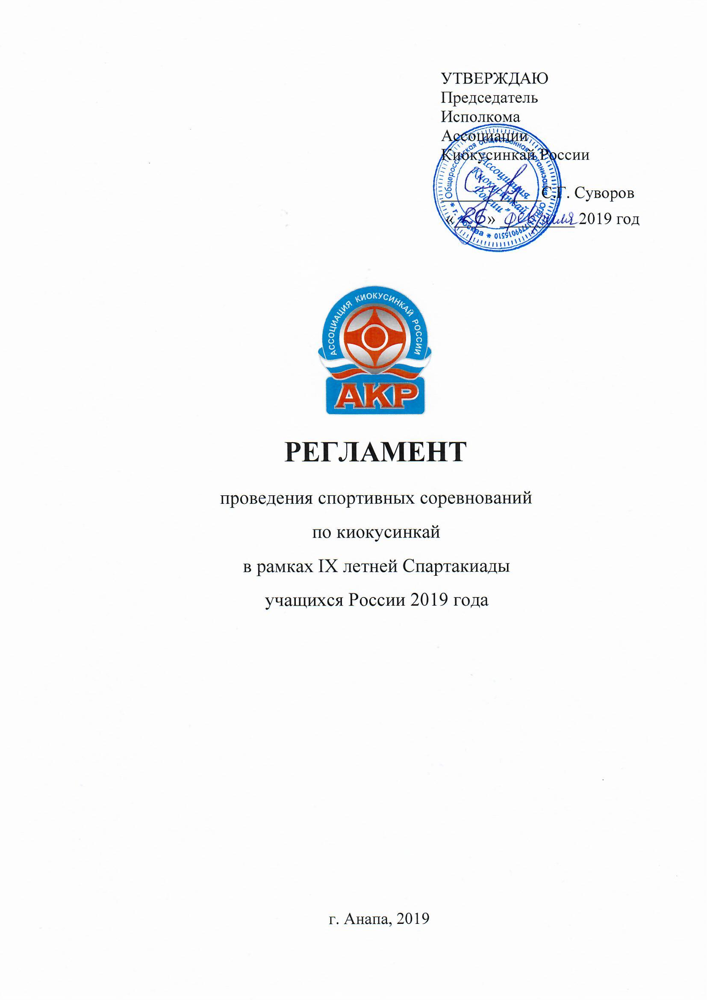 УТВЕРЖДАЮ
Председатель
Исполкома
Ассоциации
Киокусинкай России
С.Г. Суворов
« 26 » февраля 2019 год
* Общероссийская общественная организация
* г. Москва *
"Ассоциация
Киокусинкай
России"
АССОЦИАЦИЯ КИОКУСИНКАЙ РОССИИ
АКР
РЕГЛАМЕНТ
проведения спортивных соревнований
по киокусинкай
в рамках IX летней Спартакиады
учащихся России 2019 года
г. Анапа, 2019